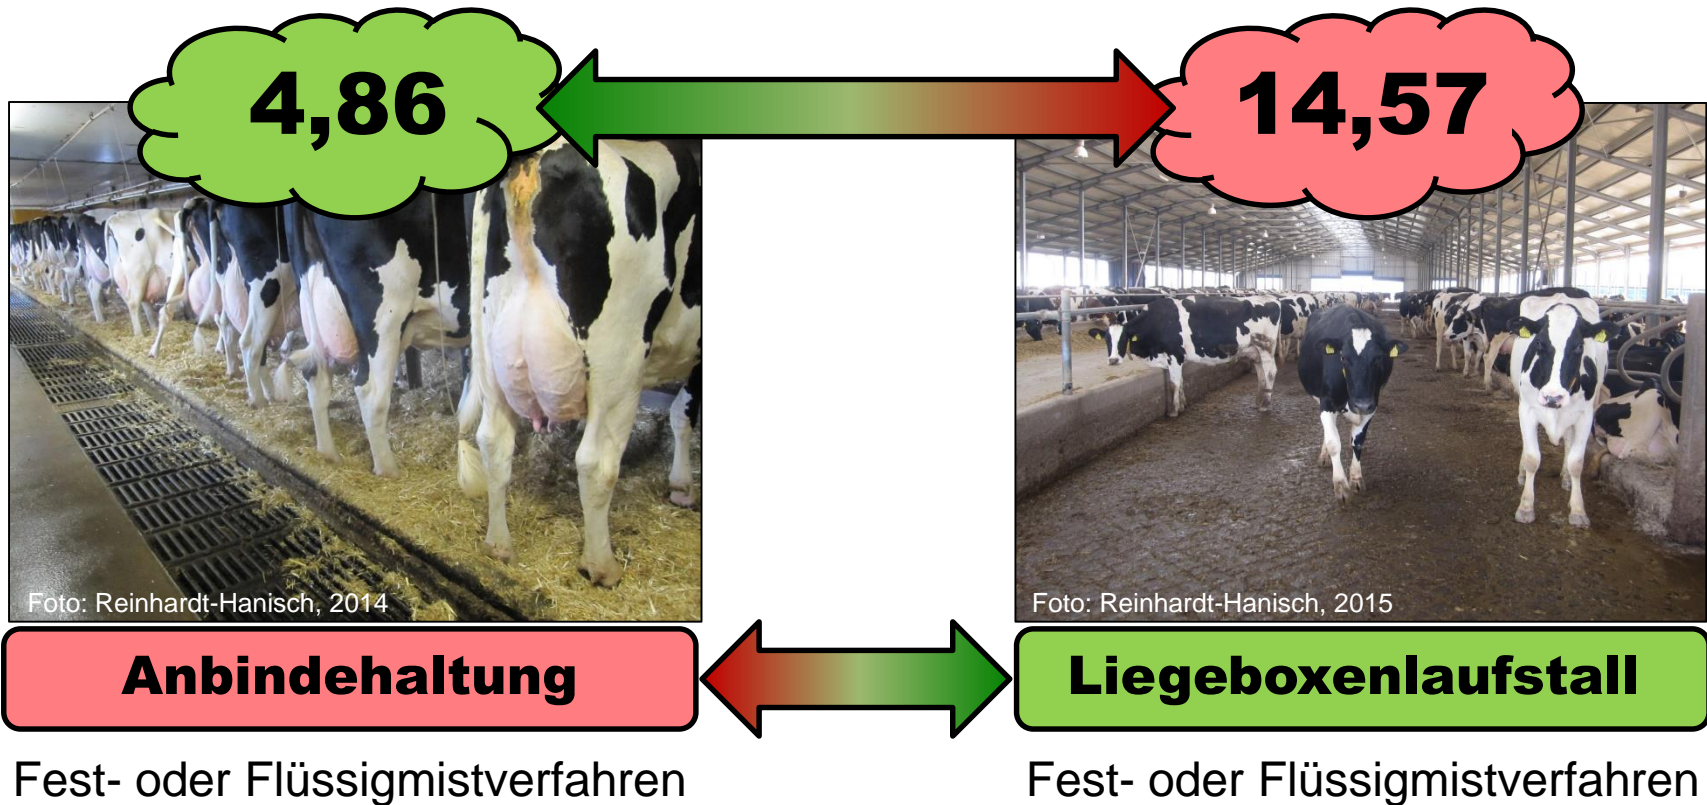 4,86
14,57
Foto: Reinhardt-Hanisch, 2014
Foto: Reinhardt-Hanisch, 2015
Anbindehaltung
Liegeboxenlaufstall
Fest- oder Flüssigmistverfahren
Fest- oder Flüssigmistverfahren